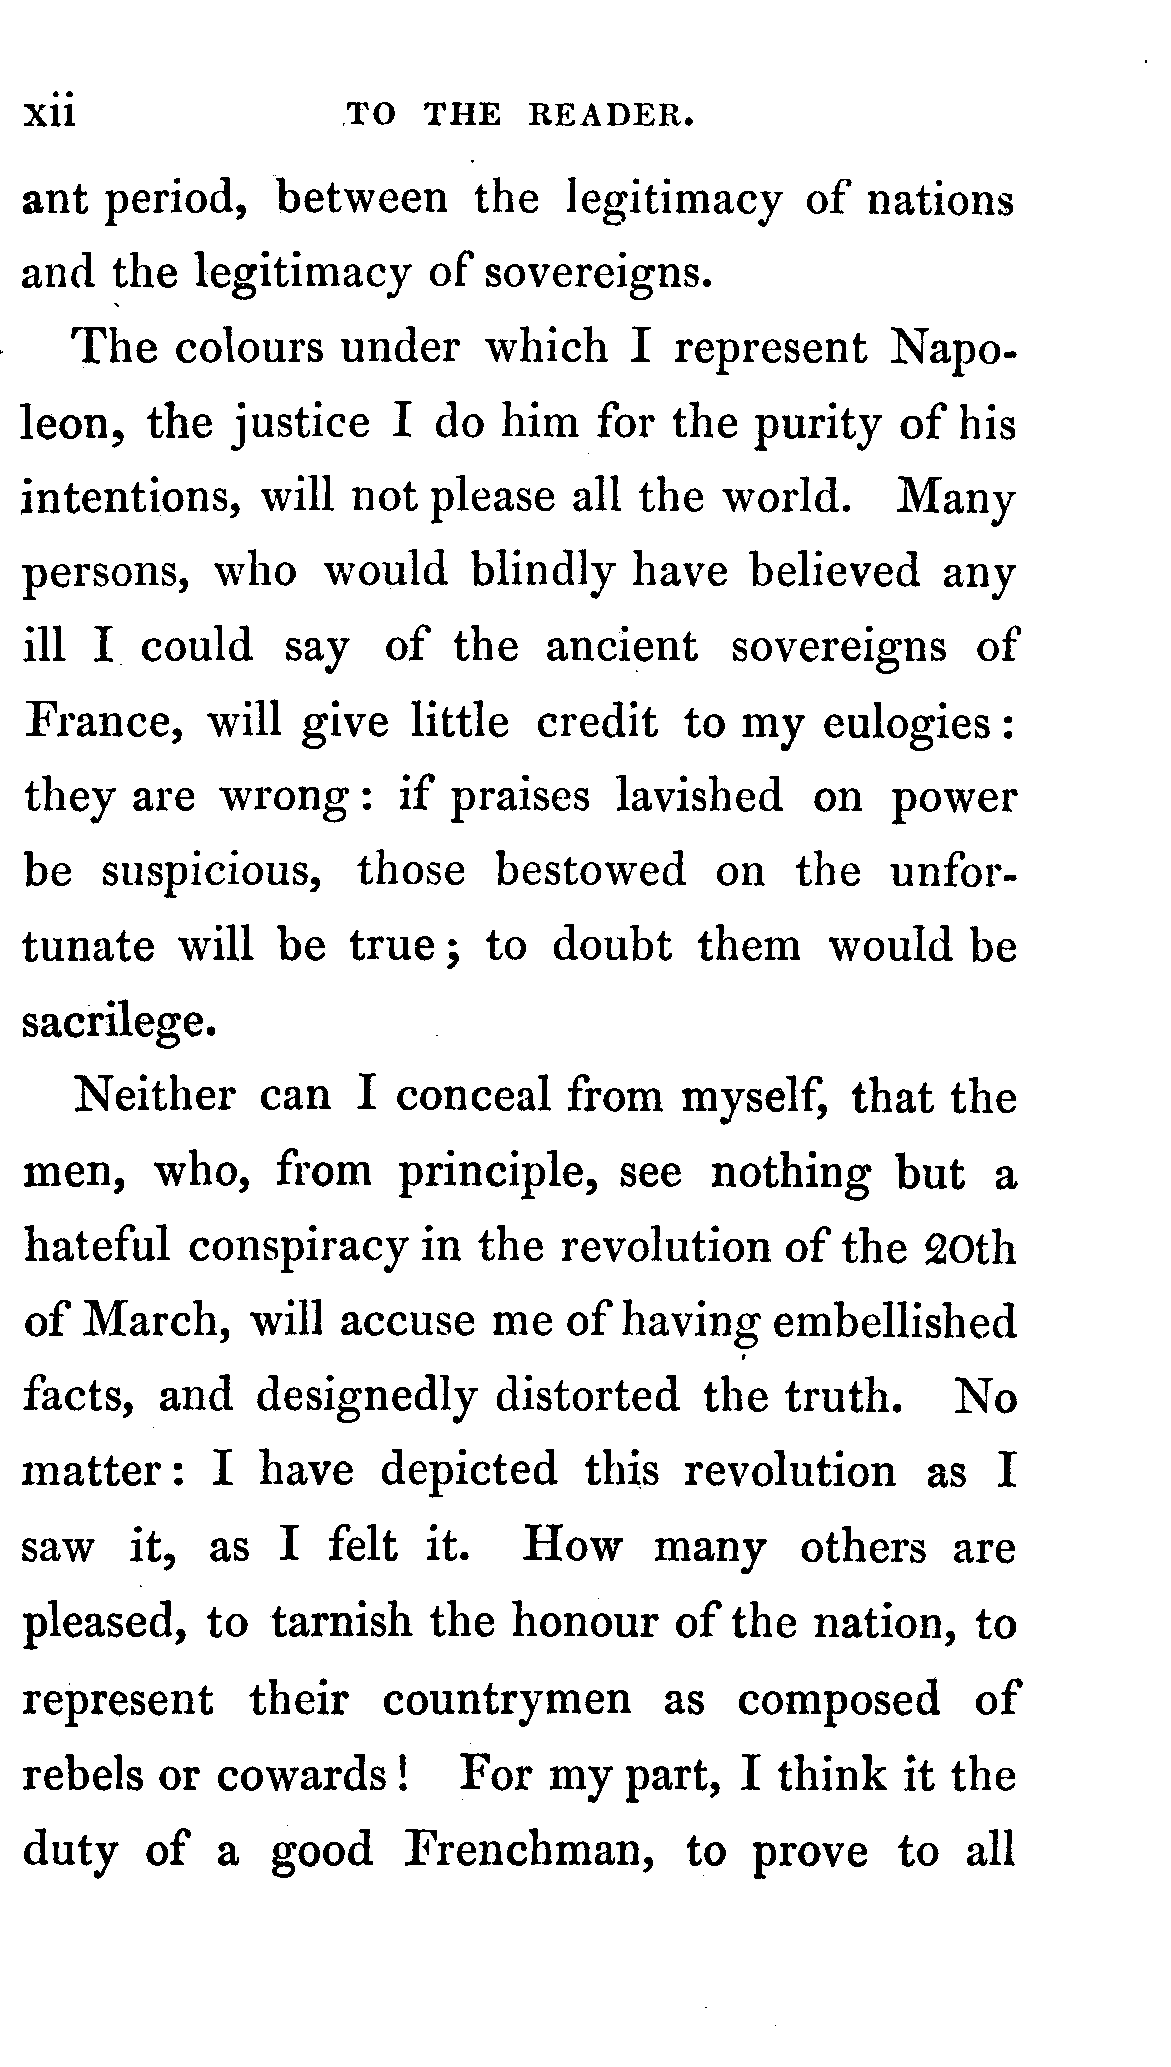 xii TO THE READER.
ant period, between the legitimacy of nations
and the legitimacy of sovereigns.
The colours under which I represent Napo-
leon, the justice I do him for the purity of his
intentions, will not please all the world. Many
persons, who would blindly have believed any
ill I could say of the ancient sovereigns of
France, will give little credit to my eulogies:
they are wrong: if praises lavished on power
be suspicious, those bestowed on the unfor-
tunate will be true; to doubt them would be
sacrilege.
Neither can I conceal from myself, that the
men, who, from principle, see nothing but a
hateful conspiracy in the revolution of the 20th
of March, will accuse me of having embellished
facts, and designedly distorted the truth. No
matter: I have depicted this revolution as I
saw it, as I felt it. How many others are
pleased, to tarnish the honour of the nation, to
represent their countrymen as composed of
rebels or cowards! For my part, I think it the
duty of a good Frenchman, to prove to all